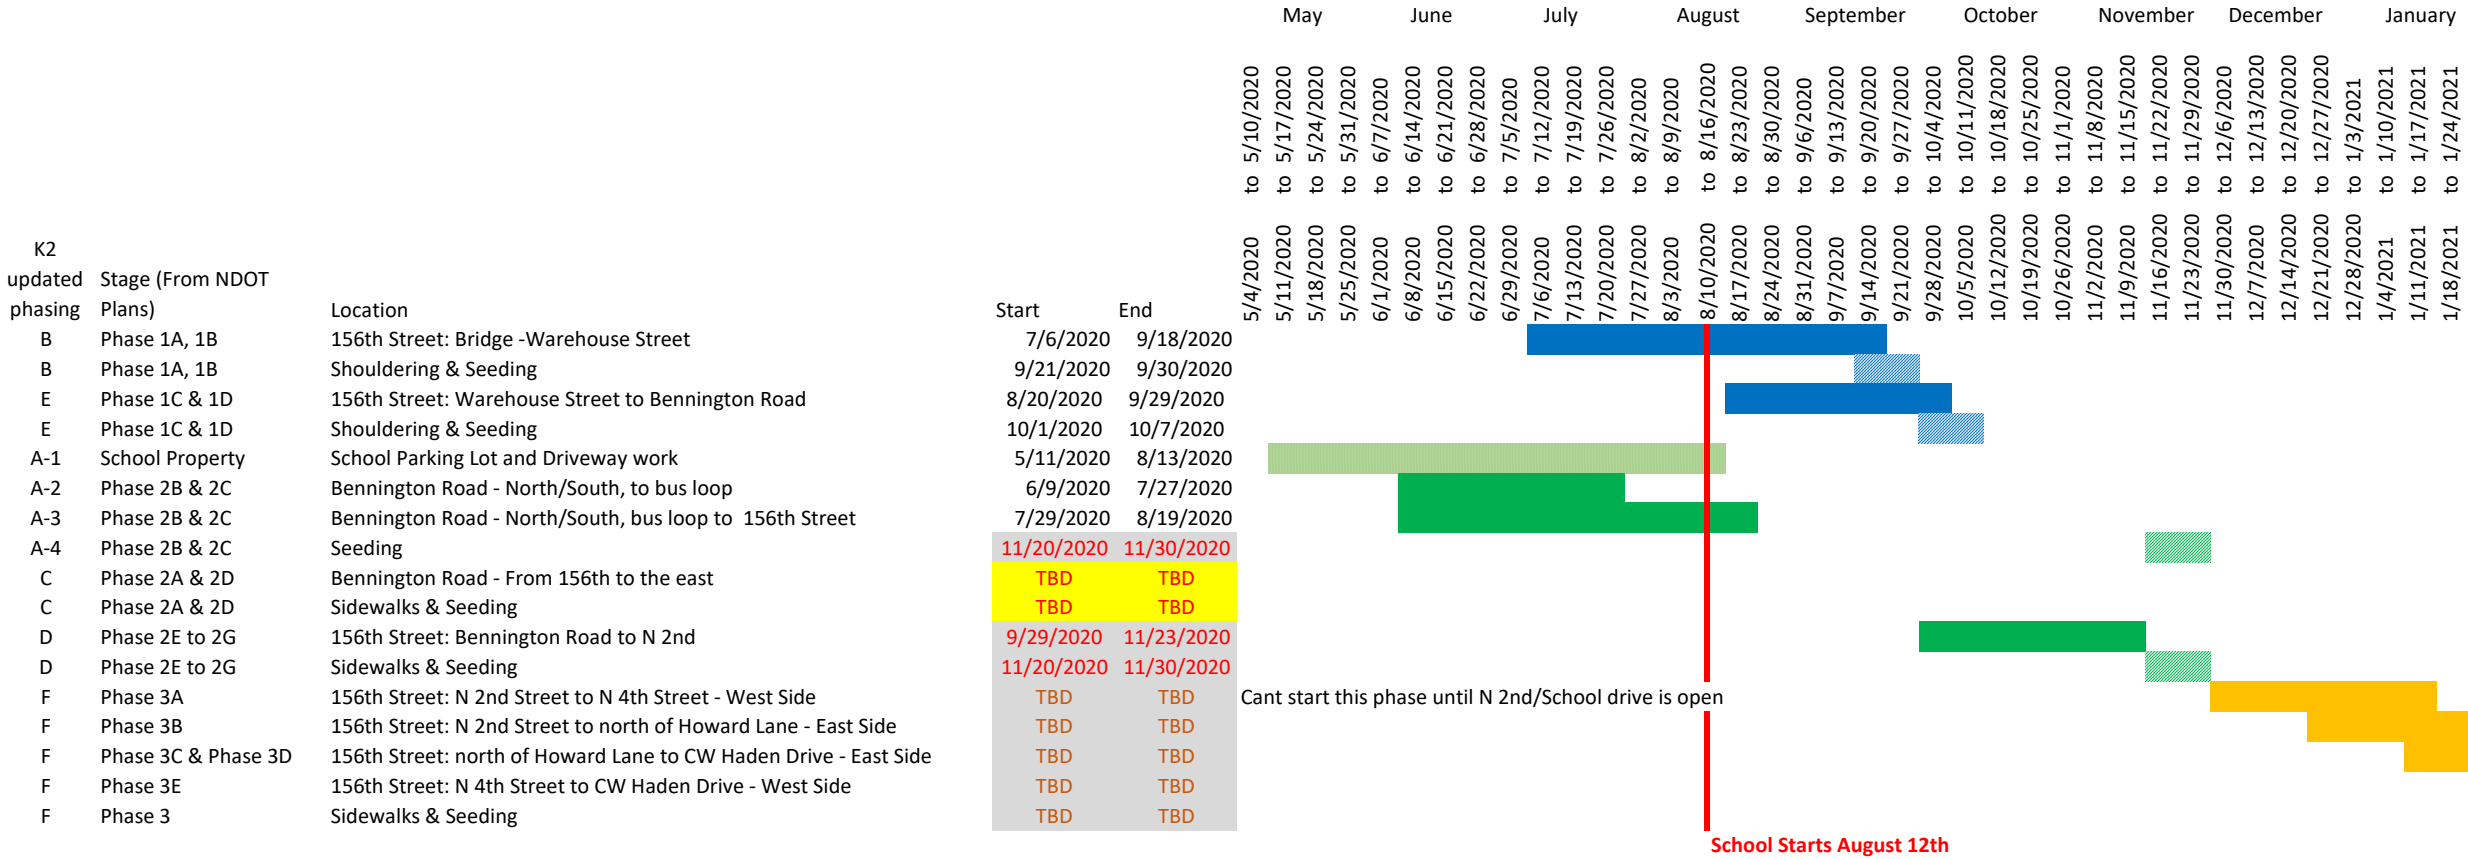 May June July August September October November December January
5/4/2020 to 5/10/2020
5/11/2020 to 5/17/2020
5/18/2020 to 5/24/2020
5/25/2020 to 5/31/2020
6/1/2020 to 6/7/2020
6/8/2020 to 6/14/2020
6/15/2020 to 6/21/2020
6/22/2020 to 6/28/2020
6/29/2020 to 7/5/2020
7/6/2020 to 7/12/2020
7/13/2020 to 7/19/2020
7/20/2020 to 7/26/2020
7/27/2020 to 8/2/2020
8/3/2020 to 8/9/2020
8/10/2020 to 8/16/2020
8/17/2020 to 8/23/2020
8/24/2020 to 8/30/2020
8/31/2020 to 9/6/2020
9/7/2020 to 9/13/2020
9/14/2020 to 9/20/2020
9/21/2020 to 9/27/2020
9/28/2020 to 10/4/2020
10/5/2020 to 10/11/2020
10/12/2020 to 10/18/2020
10/19/2020 to 10/25/2020
10/26/2020 to 11/1/2020
11/2/2020 to 11/8/2020
11/9/2020 to 11/15/2020
11/16/2020 to 11/22/2020
11/23/2020 to 11/29/2020
11/30/2020 to 12/6/2020
12/7/2020 to 12/13/2020
12/14/2020 to 12/20/2020
12/21/2020 to 12/27/2020
12/28/2020 to 1/3/2021
1/4/2021 to 1/10/2021
1/11/2021 to 1/17/2021
1/18/2021 to 1/24/2021
K2
updated Stage (From NDOT
phasing Plans) Location Start End
B Phase 1A, 1B 156th Street: Bridge -Warehouse Street 7/6/2020 9/18/2020
B Phase 1A, 1B Shouldering & Seeding 9/21/2020 9/30/2020
E Phase 1C & 1D 156th Street: Warehouse Street to Bennington Road 8/20/2020 9/29/2020
E Phase 1C & 1D Shouldering & Seeding 10/1/2020 10/7/2020
A-1 School Property School Parking Lot and Driveway work 5/11/2020 8/13/2020
A-2 Phase 2B & 2C Bennington Road - North/South, to bus loop 6/9/2020 7/27/2020
A-3 Phase 2B & 2C Bennington Road - North/South, bus loop to 156th Street 7/29/2020 8/19/2020
A-4 Phase 2B & 2C Seeding 11/20/2020 11/30/2020
C Phase 2A & 2D Bennington Road - From 156th to the east TBD TBD
C Phase 2A & 2D Sidewalks & Seeding TBD TBD
D Phase 2E to 2G 156th Street: Bennington Road to N 2nd 9/29/2020 11/23/2020
D Phase 2E to 2G Sidewalks & Seeding 11/20/2020 11/30/2020
F Phase 3A 156th Street: N 2nd Street to N 4th Street - West Side TBD TBD Cant start this phase until N 2nd/School drive is open
F Phase 3B 156th Street: N 2nd Street to north of Howard Lane - East Side TBD TBD
F Phase 3C & Phase 3D 156th Street: north of Howard Lane to CW Haden Drive - East Side TBD TBD
F Phase 3E 156th Street: N 4th Street to CW Haden Drive - West Side TBD TBD
F Phase 3 Sidewalks & Seeding TBD TBD
School Starts August 12th